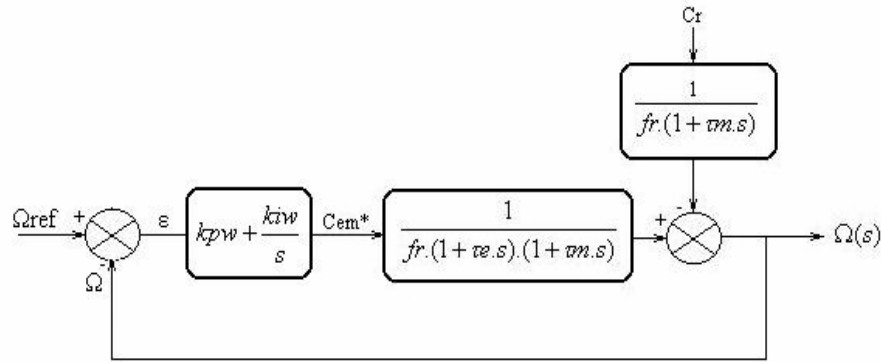 Cr
1
fr.(1 + τm.s)
Ωref + ε kpw + kiw/s Cem* 1 + - Ω(s)
fr.(1 + τe.s).(1 + τm.s)
Ω -